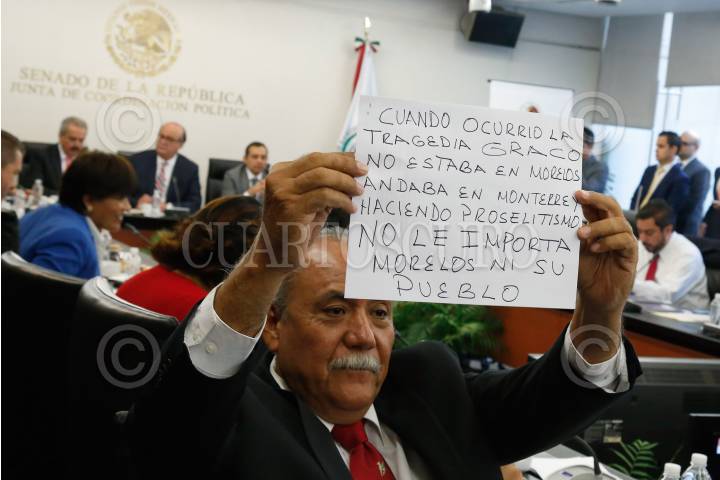 SENADO DE LA REPÚBLICA
JUNTA DE COORDINACIÓN POLÍTICA
CUANDO OCURRIO LA
TRAGEDIA GRACO
NO ESTABA EN MORELOS
ANDABA EN MONTERREY
HACIENDO PROSELITISMO
NO LE IMPORTA
MORELOS NI SU
PUEBLO
CUARTOSCURO